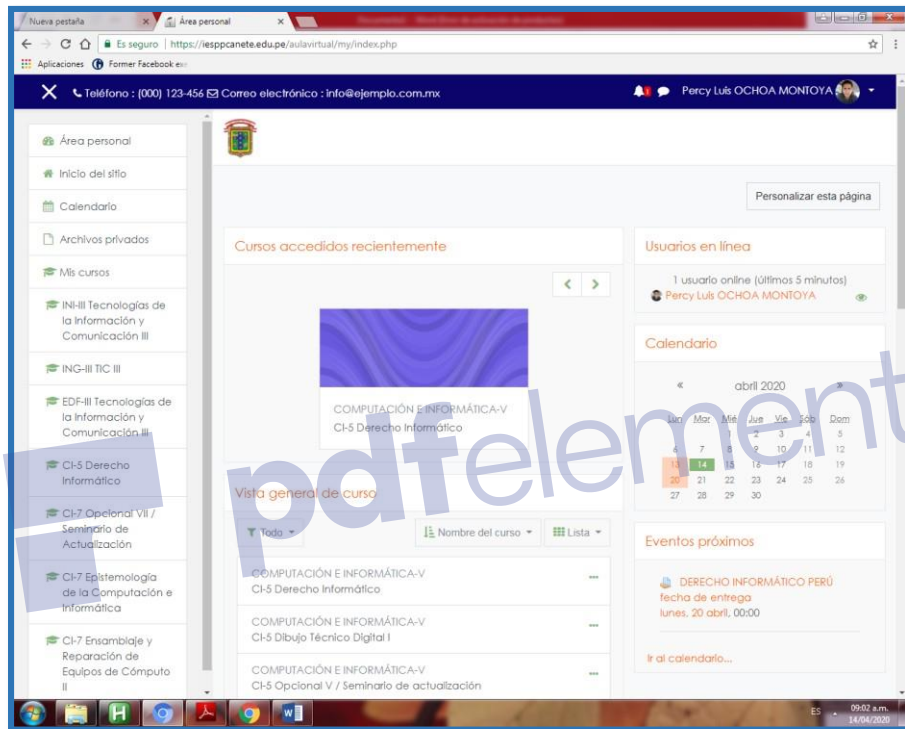 Nueva pestaña
Área personal
Es seguro
https://iesppcanete.edu.pe/aulavirtual/my/index.php
Aplicaciones
Former Facebook exe
Teléfono : (000) 123-456
Correo electrónico : info@ejemplo.com.mx
Percy Luis OCHOA MONTOYA
Área personal
Inicio del sitio
Calendario
Archivos privados
Mis cursos
INI-III Tecnologías de
la Información y
Comunicación III
ING-III TIC III
EDF-III Tecnologías de
la Información y
Comunicación III
CI-5 Derecho
Informático
CI-7 Opcional VII /
Seminario de
Actualización
CI-7 Epistemología
de la Computación e
Informática
CI-7 Ensamblaje y
Reparación de
Equipos de Cómputo
II
Personalizar esta página
Cursos accedidos recientemente
COMPUTACIÓN E INFORMÁTICA-V
CI-5 Derecho Informático
Vista general de curso
Todo
Nombre del curso
Lista
COMPUTACIÓN E INFORMÁTICA-V
CI-5 Derecho Informático
COMPUTACIÓN E INFORMÁTICA-V
CI-5 Dibujo Técnico Digital I
COMPUTACIÓN E INFORMÁTICA-V
CI-5 Opcional V / Seminario de actualización
Usuarios en línea
1 usuario online (últimos 5 minutos)
Percy Luis OCHOA MONTOYA
Calendario
« abril 2020 »
Lun Mar Mié Jue Vie Sáb Dom
1 2 3 4 5
6 7 8 9 10 11 12
13 14 15 16 17 18 19
20 21 22 23 24 25 26
27 28 29 30
Eventos próximos
DERECHO INFORMÁTICO PERÚ
fecha de entrega
lunes, 20 abril, 00:00
Ir al calendario...
pdfelement
ES
09:02 a.m.
14/04/2020